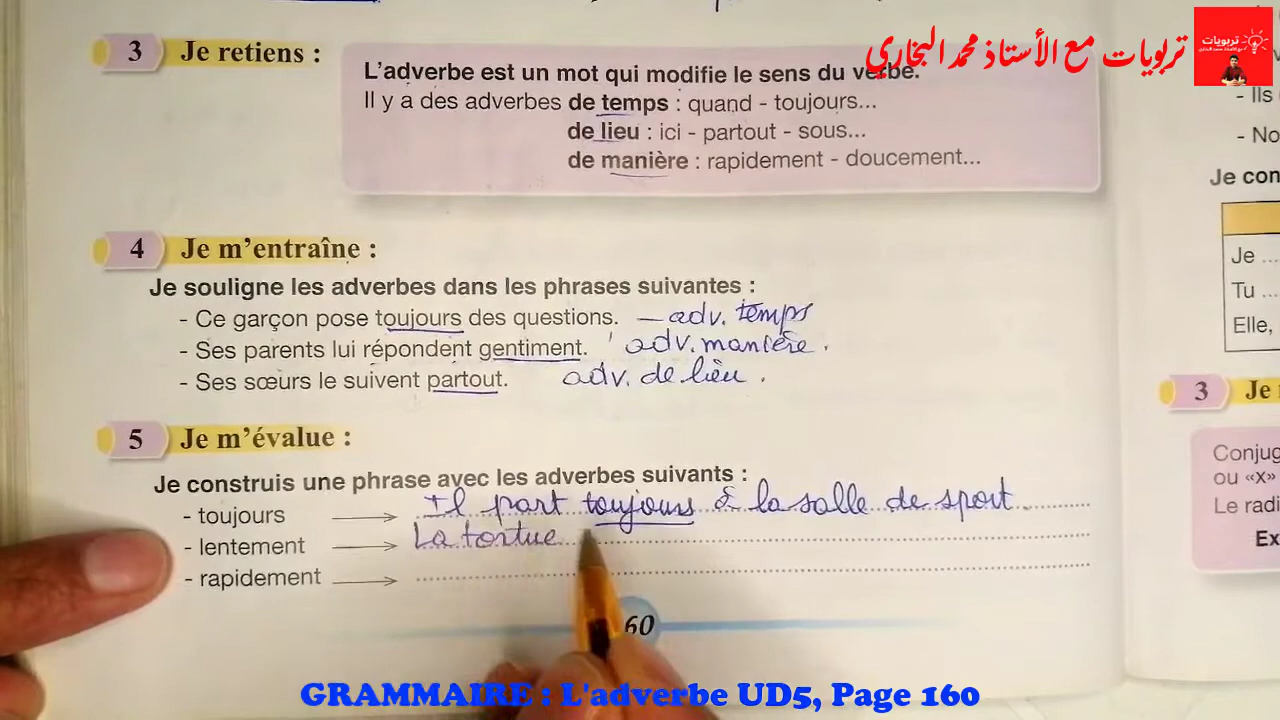 تربويات مع الأستاذ محمد البخاري
تربويات
3 Je retiens :
L'adverbe est un mot qui modifie le sens du verbe.
Il y a des adverbes de temps : quand - toujours...
de lieu : ici - partout - sous...
de manière : rapidement - doucement...
4 Je m'entraîne :
Je souligne les adverbes dans les phrases suivantes :
- Ce garçon pose toujours des questions. — adv. temps
- Ses parents lui répondent gentiment. adv. manière.
- Ses sœurs le suivent partout. adv. de lieu.
5 Je m'évalue :
Je construis une phrase avec les adverbes suivants :
- toujours → Il part toujours à la salle de sport.
- lentement → La tortue
- rapidement →
60
- Ils
- No
Je con
Je ...
Tu ...
Elle,
3 Je
Conjug
ou «x»
Le radi
Ex
GRAMMAIRE : L'adverbe UD5, Page 160